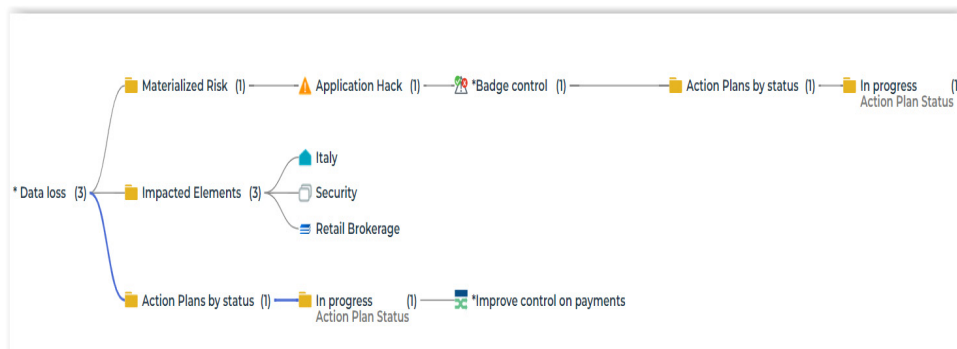 Materialized Risk (1) Application Hack (1) *Badge control (1) Action Plans by status (1) In progress (1
Action Plan Status
Italy
* Data loss (3) Impacted Elements (3) Security
Retail Brokerage
Action Plans by status (1) In progress (1) *Improve control on payments
Action Plan Status